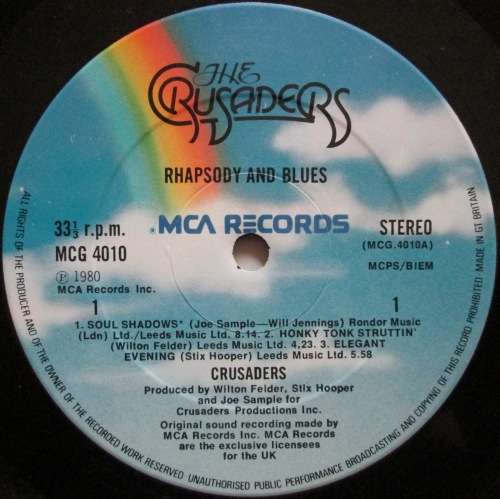 THE
CRUSADERS
RHAPSODY AND BLUES
33⅓ r.p.m.
MCG 4010
℗ 1980
MCA Records Inc.
MCA RECORDS
STEREO
(MCG.4010A)
MCPS/BIEM
1
1
1. SOUL SHADOWS* (Joe Sample—Will Jennings) Rondor Music
(Ldn) Ltd./Leeds Music Ltd. 8.14. 2. HONKY TONK STRUTTIN'
(Wilton Felder) Leeds Music Ltd. 4,23. 3. ELEGANT
EVENING (Stix Hooper) Leeds Music Ltd. 5.58
CRUSADERS
Produced by Wilton Felder, Stix Hooper
and Joe Sample for
Crusaders Productions Inc.
Original sound recording made by
MCA Records Inc. MCA Records
are the exclusive licensees
for the UK
ALL RIGHTS OF THE PRODUCER AND OF THE OWNER OF THE RECORDED WORK RESERVED UNAUTHORISED PUBLIC PERFORMANCE BROADCASTING AND COPYING OF THIS RECORD PROHIBITED MADE IN GT BRITAIN